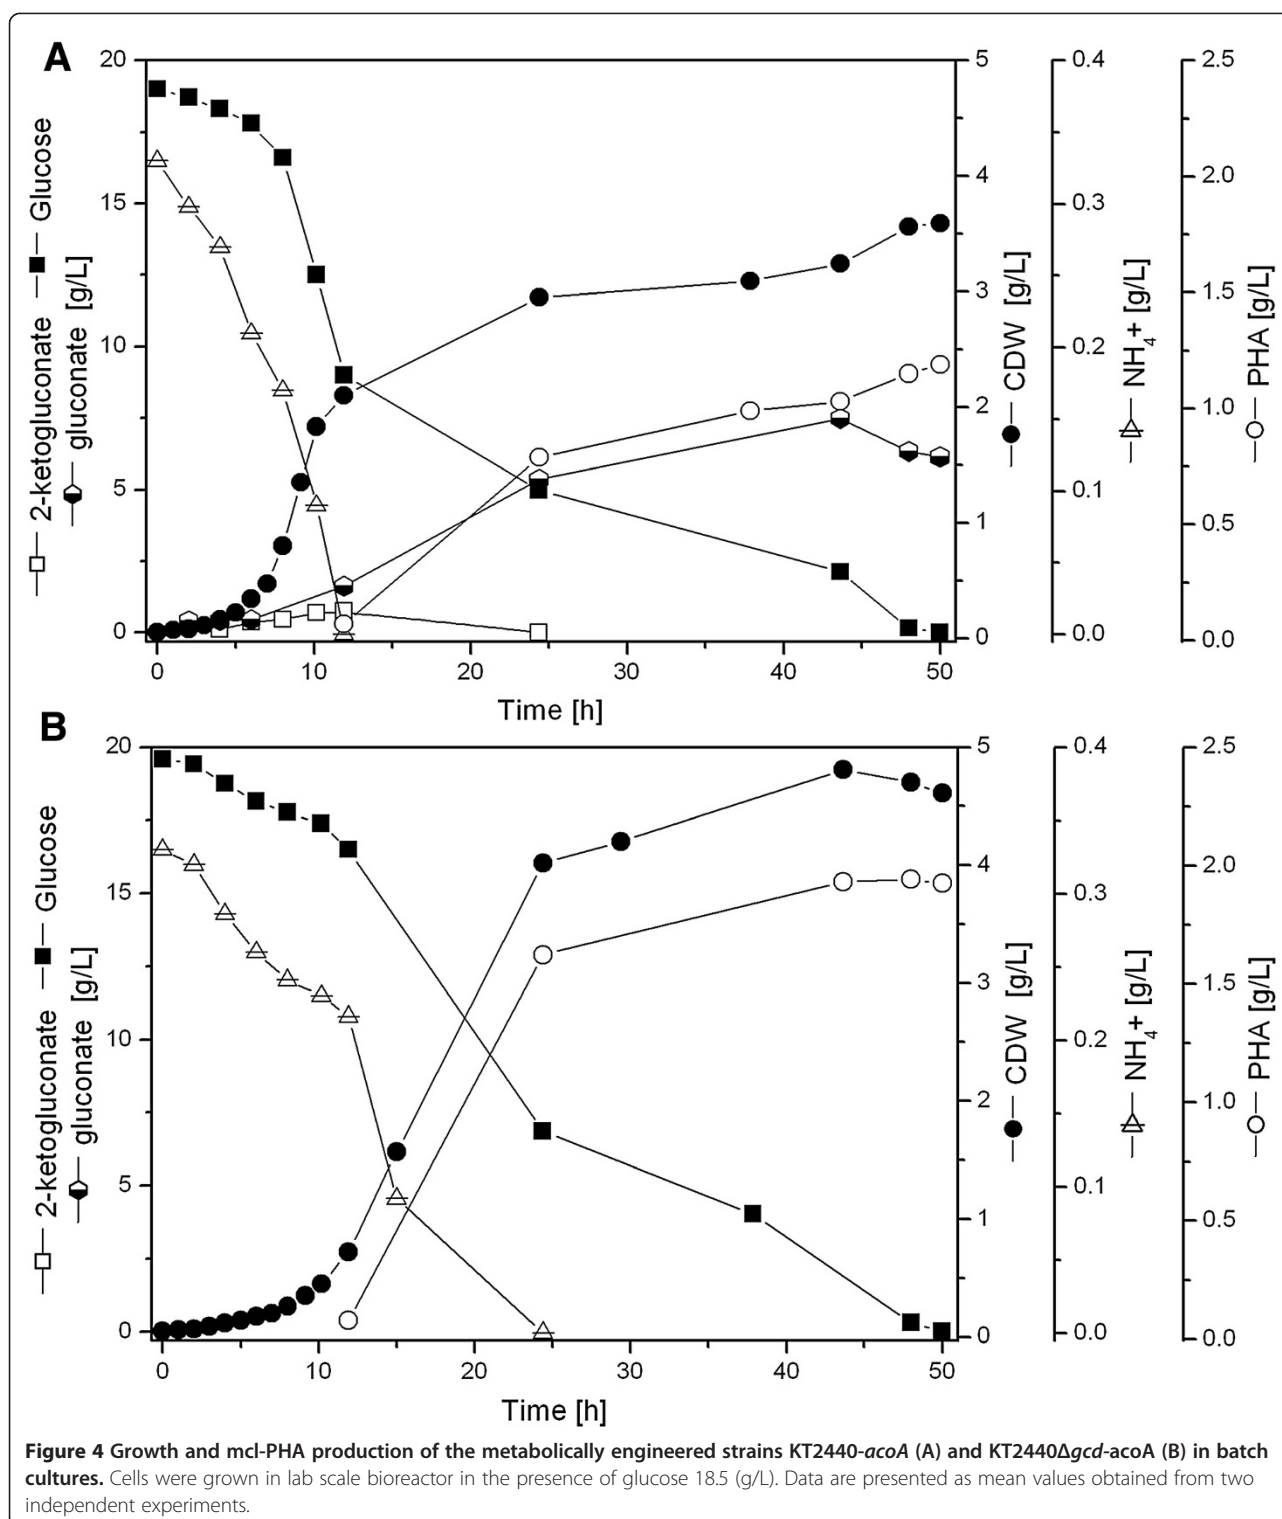 A
20
15
10
5
0
5
4
3
2
1
0
0.4
0.3
0.2
0.1
0.0
2.5
2.0
1.5
1.0
0.5
0.0
2-ketogluconate Glucose
gluconate [g/L]
CDW [g/L]
NH4+ [g/L]
PHA [g/L]
0 10 20 30 40 50
Time [h]
B
20
15
10
5
0
5
4
3
2
1
0
0.4
0.3
0.2
0.1
0.0
2.5
2.0
1.5
1.0
0.5
0.0
2-ketogluconate Glucose
gluconate [g/L]
CDW [g/L]
NH4+ [g/L]
PHA [g/L]
0 10 20 30 40 50
Time [h]
Figure 4 Growth and mcl-PHA production of the metabolically engineered strains KT2440-acoA (A) and KT2440Δgcd-acoA (B) in batch
cultures. Cells were grown in lab scale bioreactor in the presence of glucose 18.5 (g/L). Data are presented as mean values obtained from two
independent experiments.